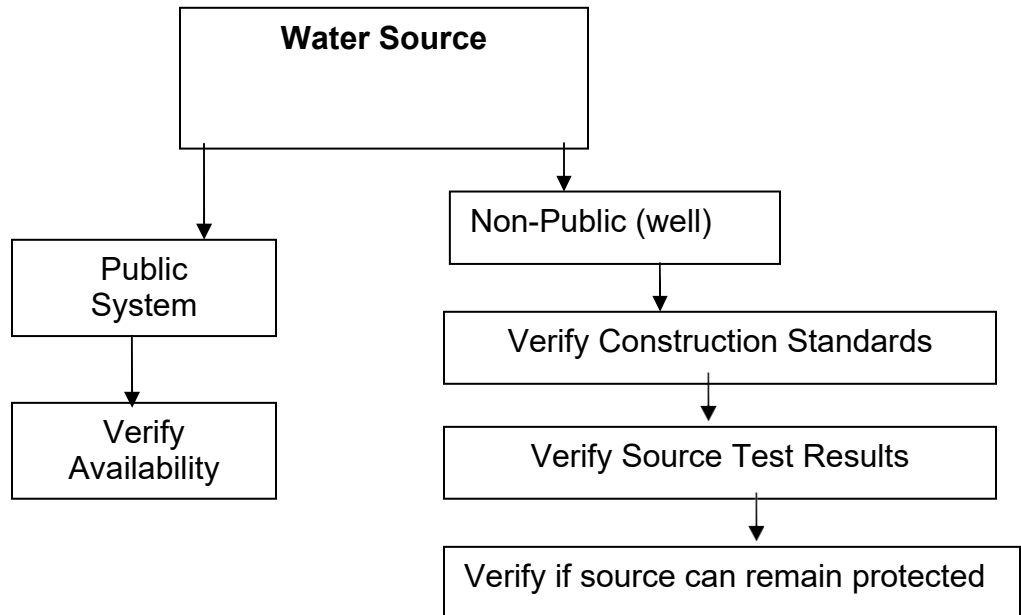 Water Source
Non-Public (well)
Public
System
Verify Construction Standards
Verify
Availability
Verify Source Test Results
Verify if source can remain protected